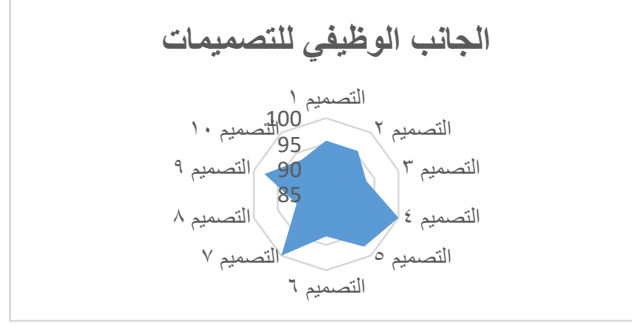 الجانب الوظيفي للتصميمات
التصميم ١
التصميم ٢
التصميم ٣
التصميم ٤
التصميم ٥
التصميم ٦
التصميم ٧
التصميم ٨
التصميم ٩
التصميم ١٠
100
95
90
85